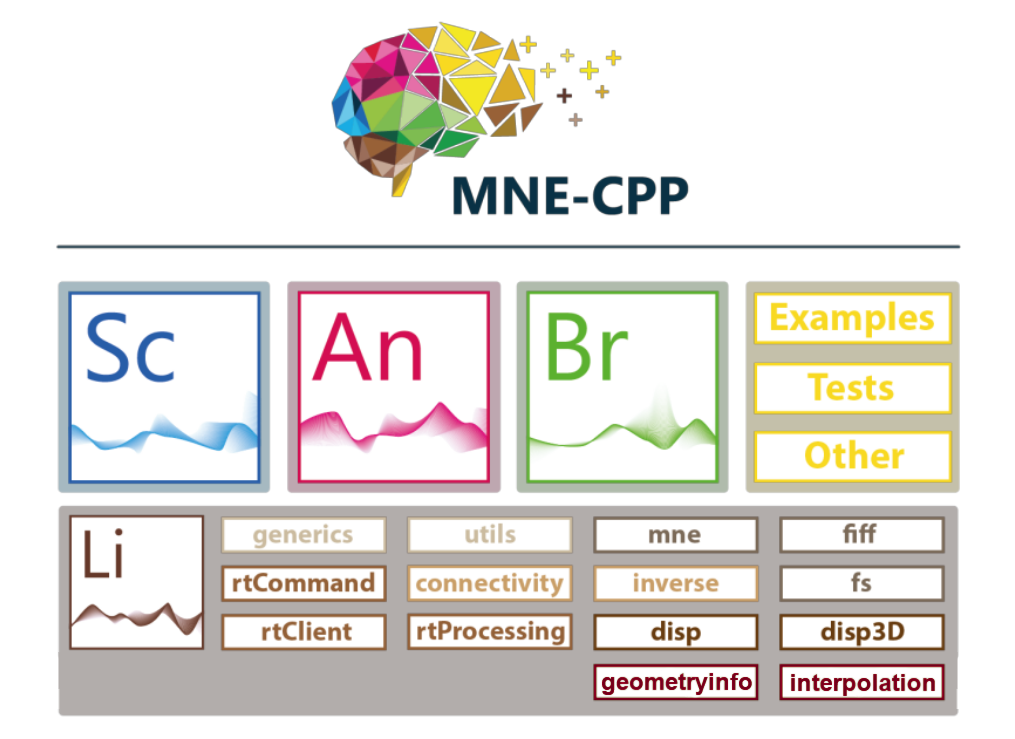 MNE-CPP
Sc
An
Br
Examples
Tests
Other
Li
generics
utils
mne
fiff
rtCommand
connectivity
inverse
fs
rtClient
rtProcessing
disp
disp3D
geometryinfo
interpolation